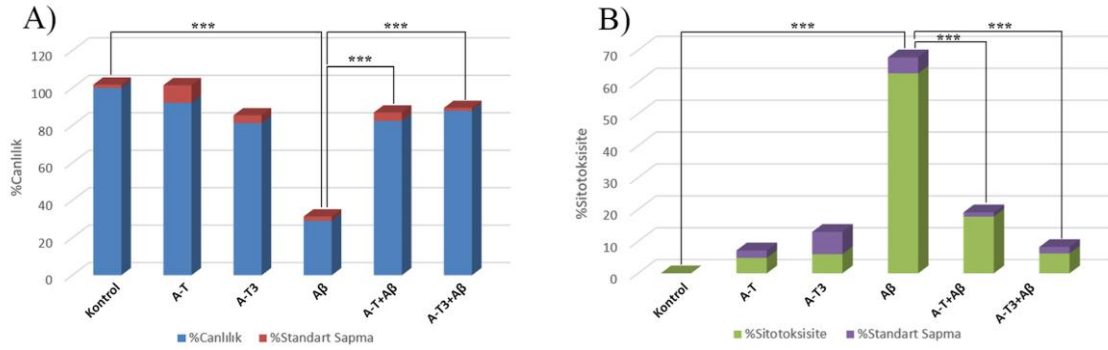 A)
*** ***
***
120
100
80
60
40
20
0
%Canlılık
Kontrol A-T A-T3 Aβ A-T+Aβ A-T3+Aβ
%Canlılık %Standart Sapma
B)
*** ***
***
70
60
50
40
30
20
10
0
%Sitotoksisite
Kontrol A-T A-T3 Aβ A-T+Aβ A-T3+Aβ
%Sitotoksisite %Standart Sapma